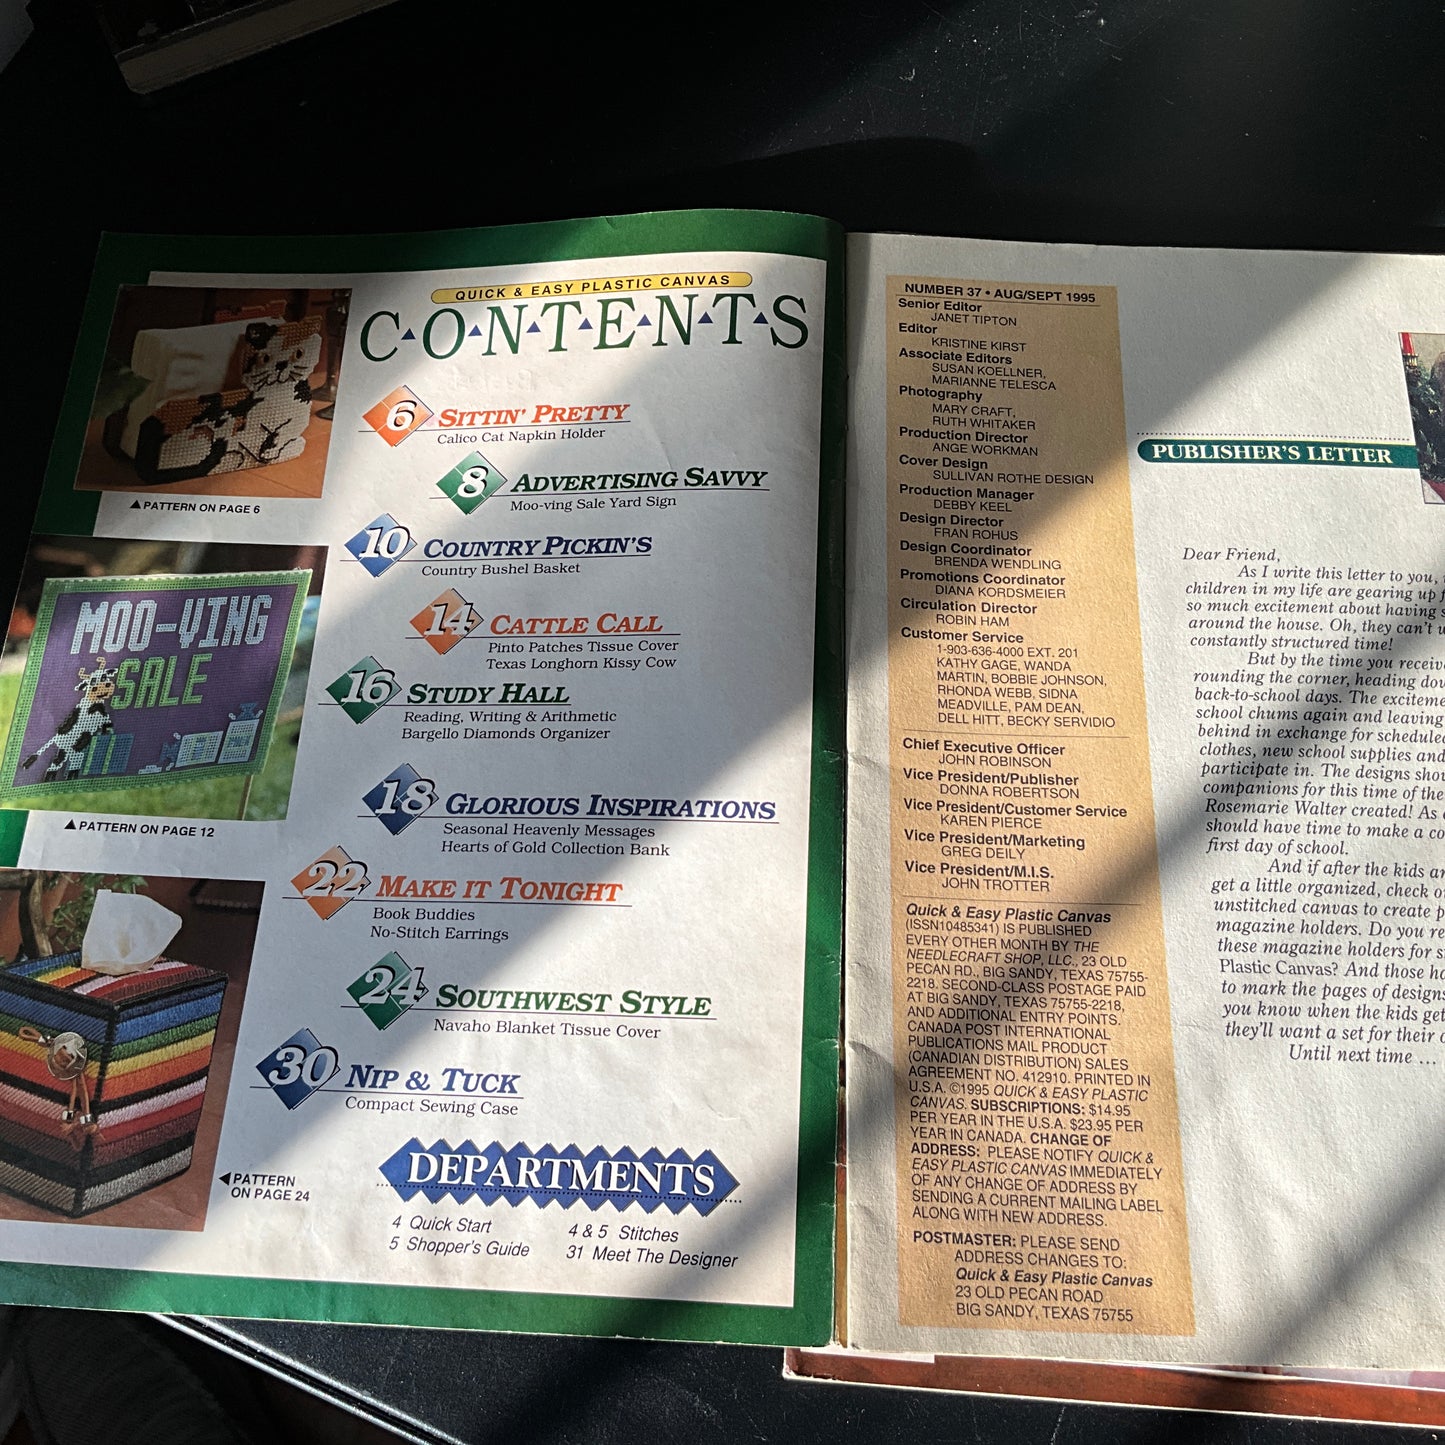 QUICK & EASY PLASTIC CANVAS
CONTENTS
6 SITTIN' PRETTY
Calico Cat Napkin Holder
8 ADVERTISING SAVVY
Moo-ving Sale Yard Sign
10 COUNTRY PICKIN'S
Country Bushel Basket
14 CATTLE CALL
Pinto Patches Tissue Cover
Texas Longhorn Kissy Cow
16 STUDY HALL
Reading, Writing & Arithmetic
Bargello Diamonds Organizer
18 GLORIOUS INSPIRATIONS
Seasonal Heavenly Messages
Hearts of Gold Collection Bank
22 MAKE IT TONIGHT
Book Buddies
No-Stitch Earrings
24 SOUTHWEST STYLE
Navaho Blanket Tissue Cover
30 NIP & TUCK
Compact Sewing Case
DEPARTMENTS
4 Quick Start
5 Shopper's Guide
4 & 5 Stitches
31 Meet The Designer
▲PATTERN ON PAGE 6
MOO-VING
SALE
▲PATTERN ON PAGE 12
◀PATTERN
ON PAGE 24
NUMBER 37 • AUG/SEPT 1995
Senior Editor
JANET TIPTON
Editor
KRISTINE KIRST
Associate Editors
SUSAN KOELLNER,
MARIANNE TELESCA
Photography
MARY CRAFT,
RUTH WHITAKER
Production Director
ANGE WORKMAN
Cover Design
SULLIVAN ROTHE DESIGN
Production Manager
DEBBY KEEL
Design Director
FRAN ROHUS
Design Coordinator
BRENDA WENDLING
Promotions Coordinator
DIANA KORDSMEIER
Circulation Director
ROBIN HAM
Customer Service
1-903-636-4000 EXT. 201
KATHY GAGE, WANDA
MARTIN, BOBBIE JOHNSON,
RHONDA WEBB, SIDNA
MEADVILLE, PAM DEAN,
DELL HITT, BECKY SERVIDIO
Chief Executive Officer
JOHN ROBINSON
Vice President/Publisher
DONNA ROBERTSON
Vice President/Customer Service
KAREN PIERCE
Vice President/Marketing
GREG DEILY
Vice President/M.I.S.
JOHN TROTTER
Quick & Easy Plastic Canvas
(ISSN10485341) IS PUBLISHED
EVERY OTHER MONTH BY THE
NEEDLECRAFT SHOP, LLC., 23 OLD
PECAN RD., BIG SANDY, TEXAS 75755-
2218. SECOND-CLASS POSTAGE PAID
AT BIG SANDY, TEXAS 75755-2218,
AND ADDITIONAL ENTRY POINTS.
CANADA POST INTERNATIONAL
PUBLICATIONS MAIL PRODUCT
(CANADIAN DISTRIBUTION) SALES
AGREEMENT NO. 412910. PRINTED IN
U.S.A. ©1995 QUICK & EASY PLASTIC
CANVAS. SUBSCRIPTIONS: $14.95
PER YEAR IN THE U.S.A. $23.95 PER
YEAR IN CANADA. CHANGE OF
ADDRESS: PLEASE NOTIFY QUICK &
EASY PLASTIC CANVAS IMMEDIATELY
OF ANY CHANGE OF ADDRESS BY
SENDING A CURRENT MAILING LABEL
ALONG WITH NEW ADDRESS.
POSTMASTER: PLEASE SEND
ADDRESS CHANGES TO:
Quick & Easy Plastic Canvas
23 OLD PECAN ROAD
BIG SANDY, TEXAS 75755
PUBLISHER'S LETTER
Dear Friend,
As I write this letter to you,
children in my life are gearing up
so much excitement about having
around the house. Oh, they can't
constantly structured time!
But by the time you receive
rounding the corner, heading
back-to-school days. The
school chums again and leaving
behind in exchange for scheduled
clothes, new school supplies and
participate in. The designs
companions for this time of the
Rosemarie Walter created! As
should have time to make a
first day of school.
And if after the kids
get a little organized, check
unstitched canvas to create
magazine holders. Do you
these magazine holders for
Plastic Canvas? And those
to mark the pages of designs
you know when the kids get
they'll want a set for their
Until next time …